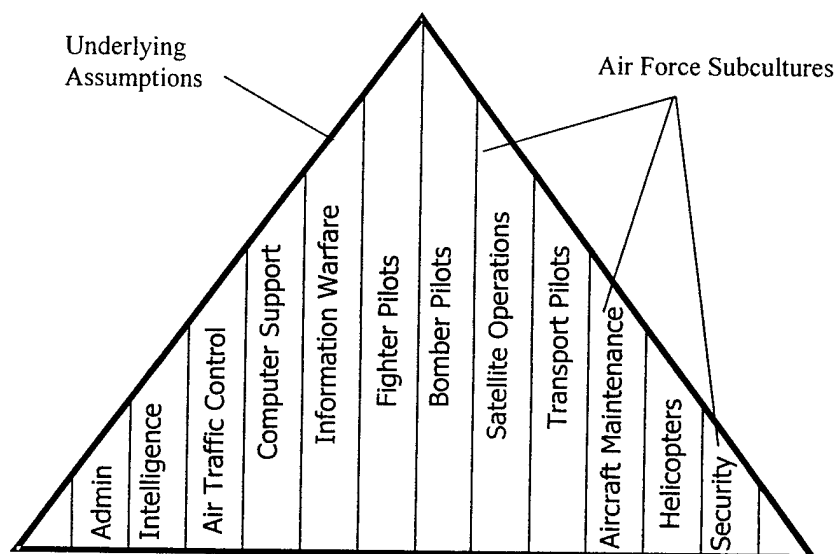 Underlying
Assumptions
Air Force Subcultures
Admin
Intelligence
Air Traffic Control
Computer Support
Information Warfare
Fighter Pilots
Bomber Pilots
Satellite Operations
Transport Pilots
Aircraft Maintenance
Helicopters
Security